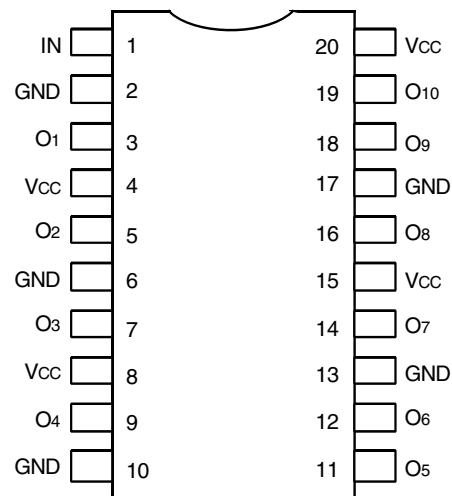 IN 1 20 VCC
GND 2 19 O10
O1 3 18 O9
VCC 4 17 GND
O2 5 16 O8
GND 6 15 VCC
O3 7 14 O7
VCC 8 13 GND
O4 9 12 O6
GND 10 11 O5